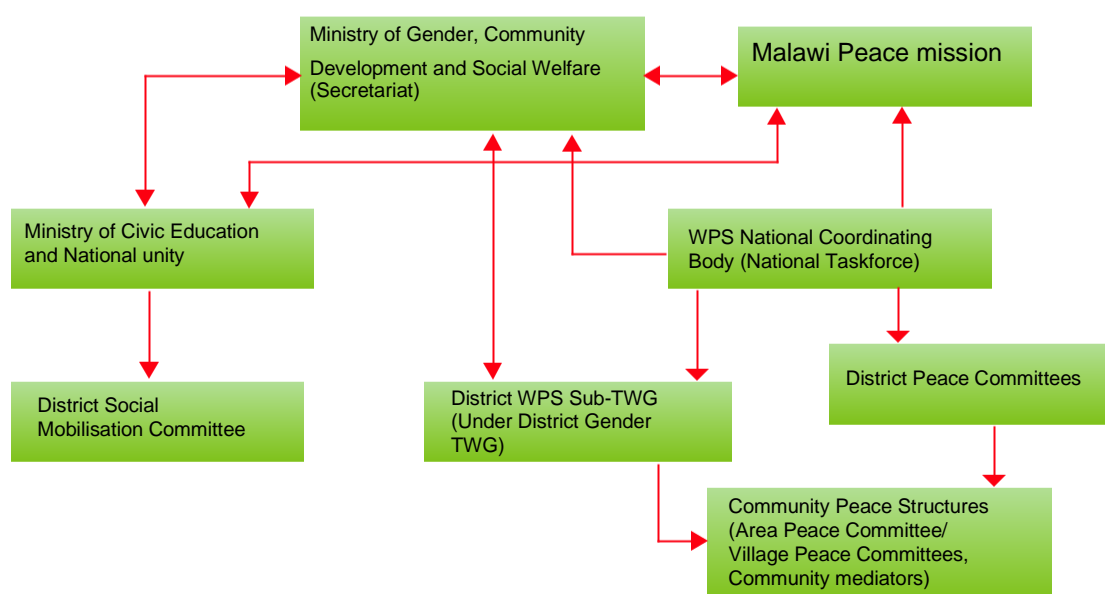 Ministry of Gender, Community
Development and Social Welfare
(Secretariat)
Malawi Peace mission
Ministry of Civic Education
and National unity
WPS National Coordinating
Body (National Taskforce)
District Social
Mobilisation Committee
District WPS Sub-TWG
(Under District Gender
TWG)
District Peace Committees
Community Peace Structures
(Area Peace Committee/
Village Peace Committees,
Community mediators)